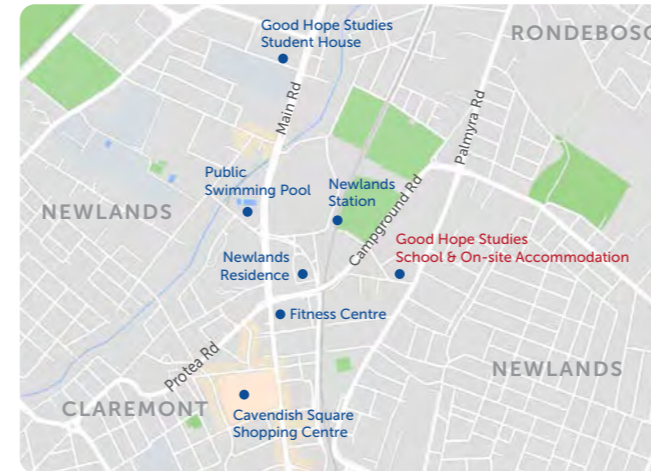 Good Hope Studies
Student House
RONDEBOSC
Main Rd
Palmyra Rd
Public
Swimming Pool
Newlands
Station
NEWLANDS
Campground Rd
Good Hope Studies
School & On-site Accommodation
Newlands
Residence
Fitness Centre
Protea Rd
NEWLANDS
CLAREMONT
Cavendish Square
Shopping Centre